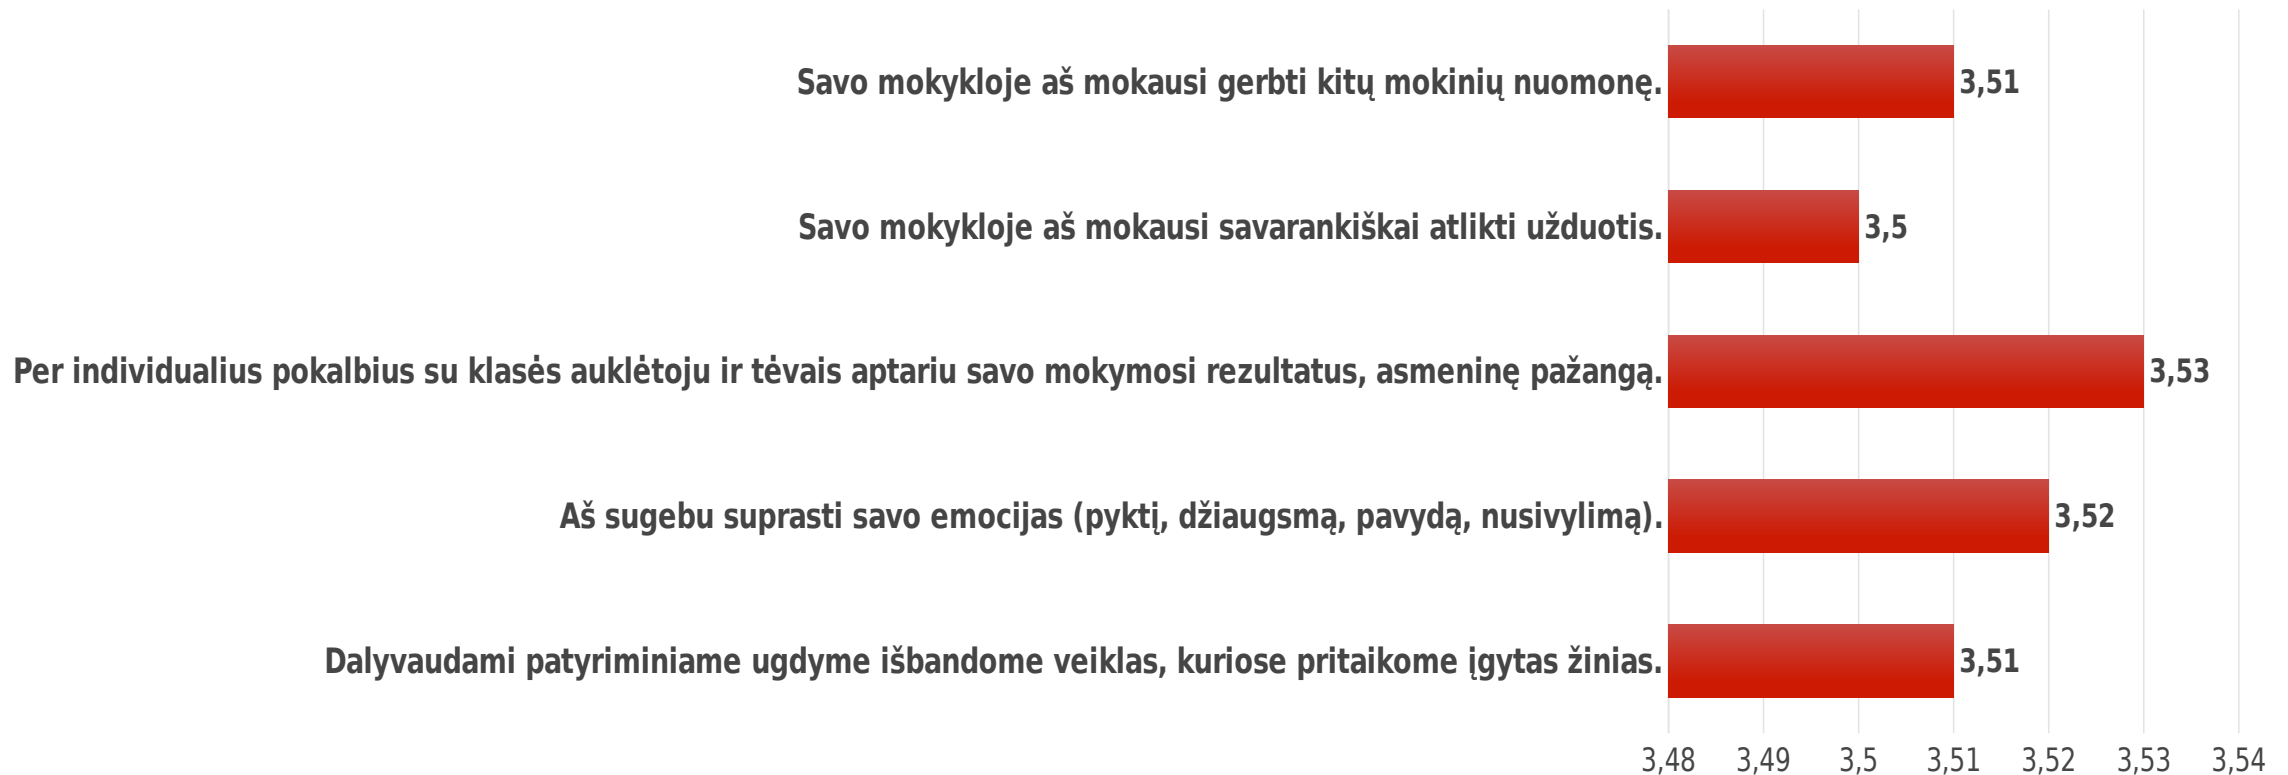 Savo mokykloje aš mokausi gerbti kitų mokinių nuomonę. 3,51
Savo mokykloje aš mokausi savarankiškai atlikti užduotis. 3,5
Per individualius pokalbius su klasės auklėtoju ir tėvais aptariu savo mokymosi rezultatus, asmeninę pažangą. 3,53
Aš sugebu suprasti savo emocijas (pyktį, džiaugsmą, pavydą, nusivylimą). 3,52
Dalyvaudami patyriminiame ugdyme išbandome veiklas, kuriose pritaikome įgytas žinias. 3,51
3,48 3,49 3,5 3,51 3,52 3,53 3,54